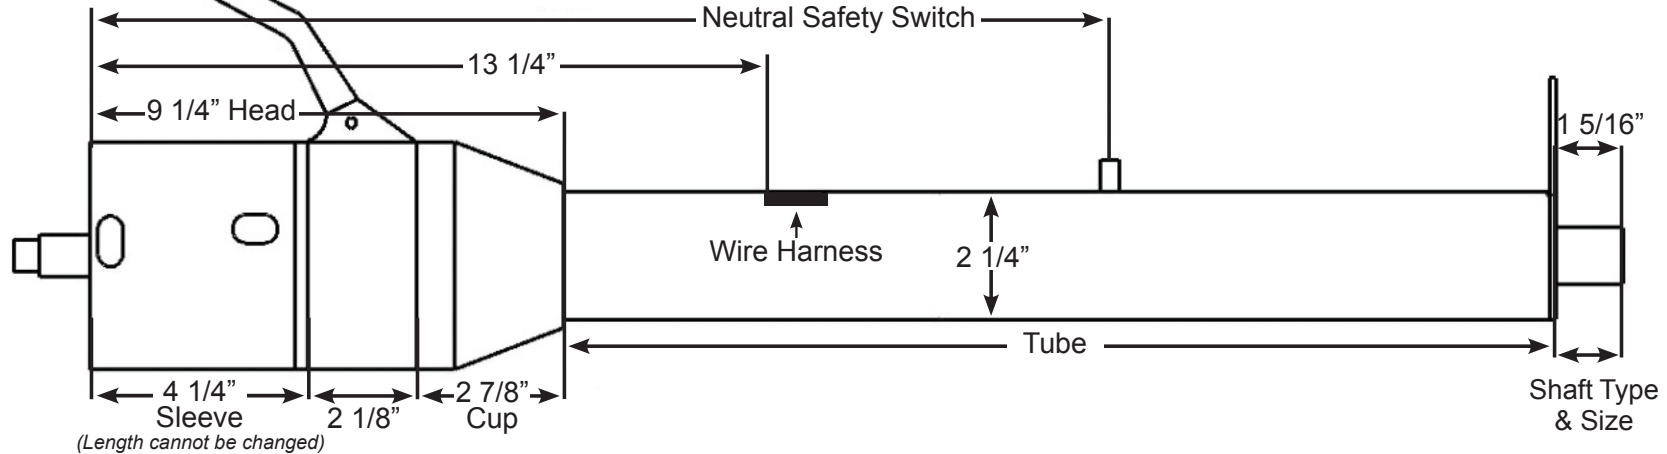 Neutral Safety Switch
13 1/4”
9 1/4” Head
1 5/16”
Wire Harness
2 1/4”
Tube
4 1/4”
Sleeve
(Length cannot be changed)
2 1/8”
2 7/8”
Cup
Shaft Type
& Size